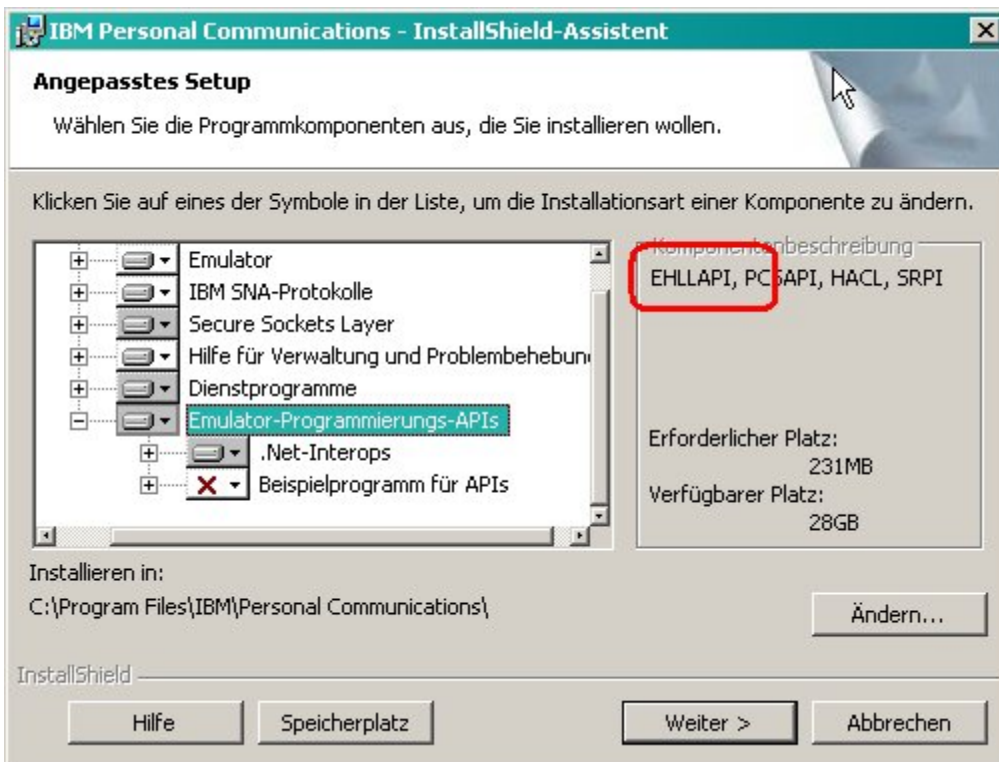 IBM Personal Communications - InstallShield-Assistent
Angepasstes Setup
Wählen Sie die Programmkomponenten aus, die Sie installieren wollen.
Klicken Sie auf eines der Symbole in der Liste, um die Installationsart einer Komponente zu ändern.
Emulator
IBM SNA-Protokolle
Secure Sockets Layer
Hilfe für Verwaltung und Problembehebun
Dienstprogramme
Emulator-Programmierungs-APIs
.Net-Interops
Beispielprogramm für APIs
Komponentenbeschreibung
EHLLAPI, PCSAPI, HACL, SRPI
Erforderlicher Platz:
231MB
Verfügbarer Platz:
28GB
Installieren in:
C:\Program Files\IBM\Personal Communications\
Ändern...
InstallShield
Hilfe
Speicherplatz
Weiter >
Abbrechen